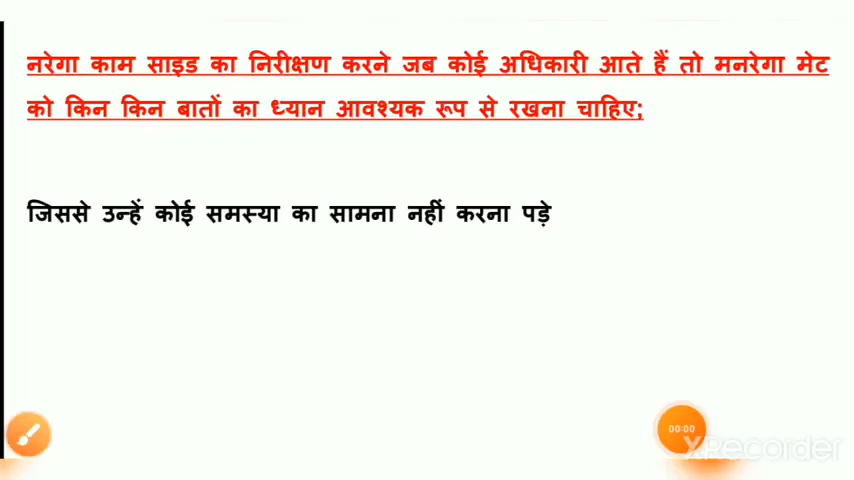 नरेगा काम साइड का निरीक्षण करने जब कोई अधिकारी आते हैं तो मनरेगा मेट
को किन किन बातों का ध्यान आवश्यक रूप से रखना चाहिए;
जिससे उन्हें कोई समस्या का सामना नहीं करना पड़े
00:00
XRecorder